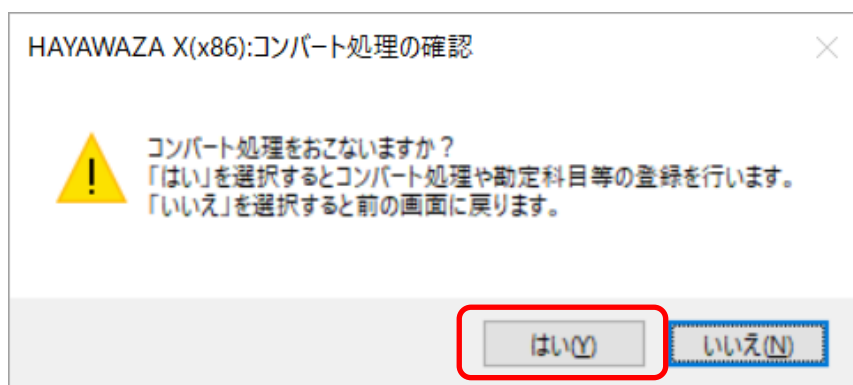 HAYAWAZA X(x86):コンバート処理の確認
コンバート処理をおこないますか？
「はい」を選択するとコンバート処理や勘定科目等の登録を行います。
「いいえ」を選択すると前の画面に戻ります。
はい(Y)
いいえ(N)